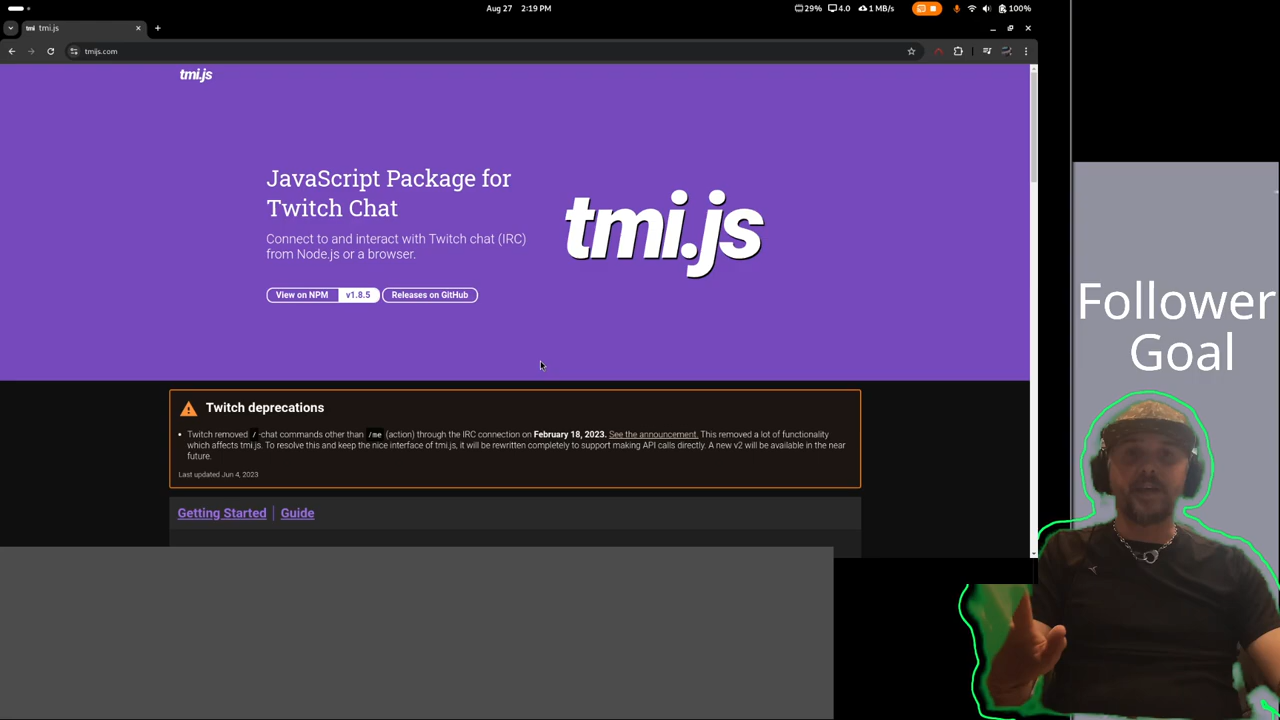 Aug 27 2:19 PM
29% 4.0 1 MB/s 100%
tmi tmi.js
tmijs.com
tmi.js
JavaScript Package for
Twitch Chat
Connect to and interact with Twitch chat (IRC)
from Node.js or a browser.
View on NPM v1.8.5 Releases on GitHub
tmi.js
Twitch deprecations
• Twitch removed /-chat commands other than /me (action) through the IRC connection on February 18, 2023. See the announcement. This removed a lot of functionality
which affects tmi.js. To resolve this and keep the nice interface of tmi.js, it will be rewritten completely to support making API calls directly. A new v2 will be available in the near
future.
Last updated Jun 4, 2023
Getting Started | Guide
Follower
Goal